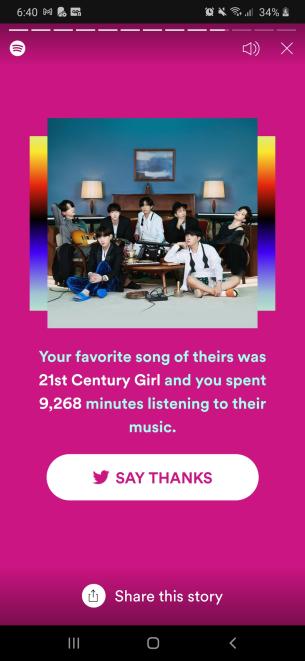 6:40
34%
Your favorite song of theirs was
21st Century Girl and you spent
9,268 minutes listening to their
music.
SAY THANKS
Share this story